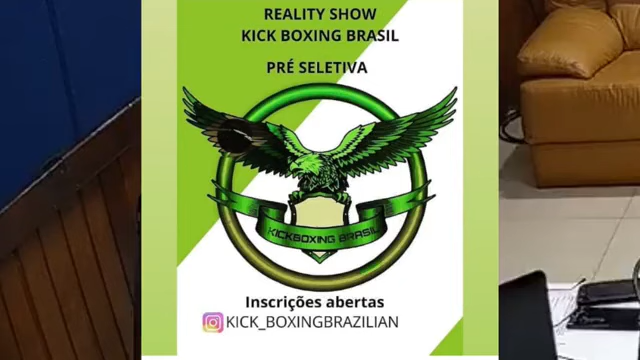 REALITY SHOW
KICK BOXING BRASIL
PRÉ SELETIVA
KICKBOXING BRASIL
Inscrições abertas
KICK_BOXINGBRAZILIAN